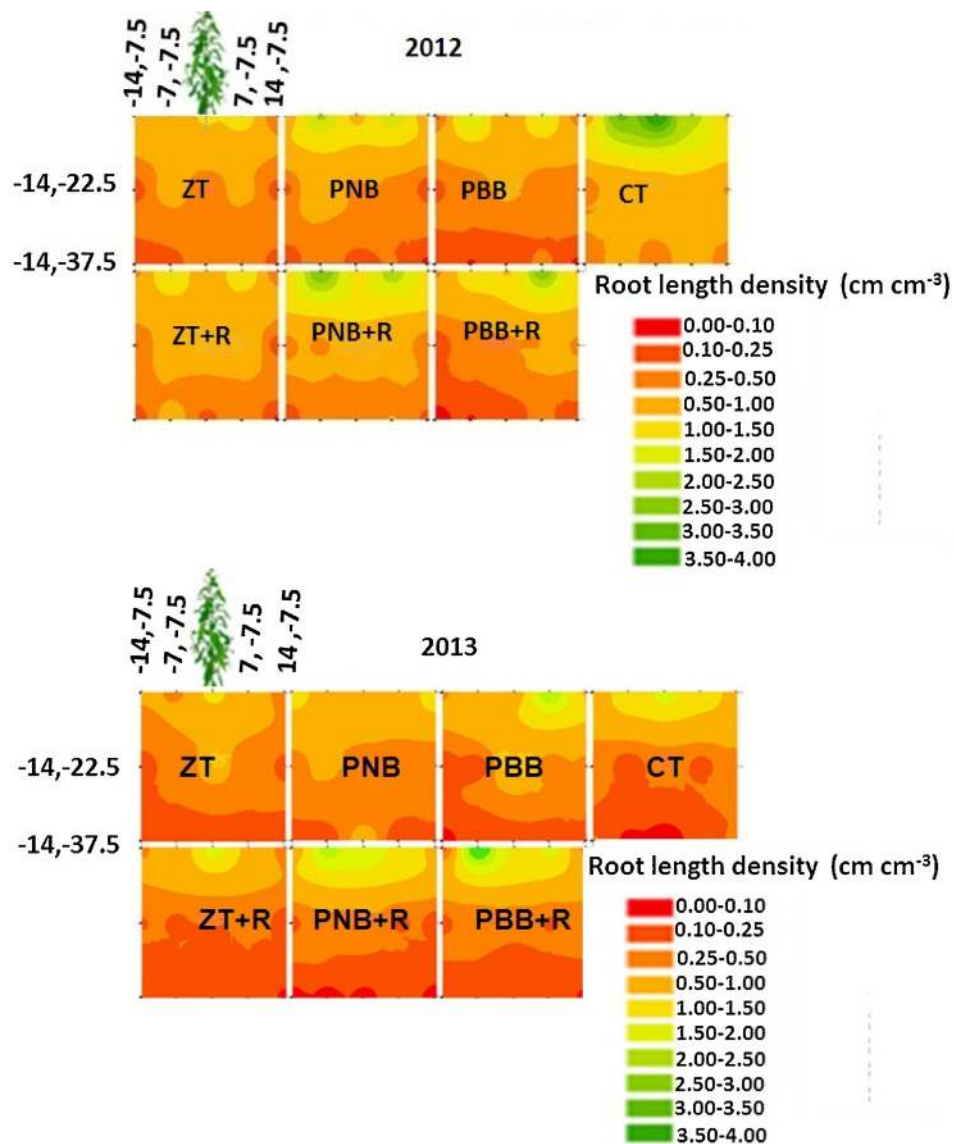 2012
-14,-7.5
-7,-7.5
7,-7.5
14,-7.5
ZT
PNB
PBB
CT
-14,-22.5
-14,-37.5
ZT+R
PNB+R
PBB+R
Root length density (cm cm-3)
0.00-0.10
0.10-0.25
0.25-0.50
0.50-1.00
1.00-1.50
1.50-2.00
2.00-2.50
2.50-3.00
3.00-3.50
3.50-4.00
2013
-14,-7.5
-7,-7.5
7,-7.5
14,-7.5
ZT
PNB
PBB
CT
-14,-22.5
-14,-37.5
ZT+R
PNB+R
PBB+R
Root length density (cm cm-3)
0.00-0.10
0.10-0.25
0.25-0.50
0.50-1.00
1.00-1.50
1.50-2.00
2.00-2.50
2.50-3.00
3.00-3.50
3.50-4.00